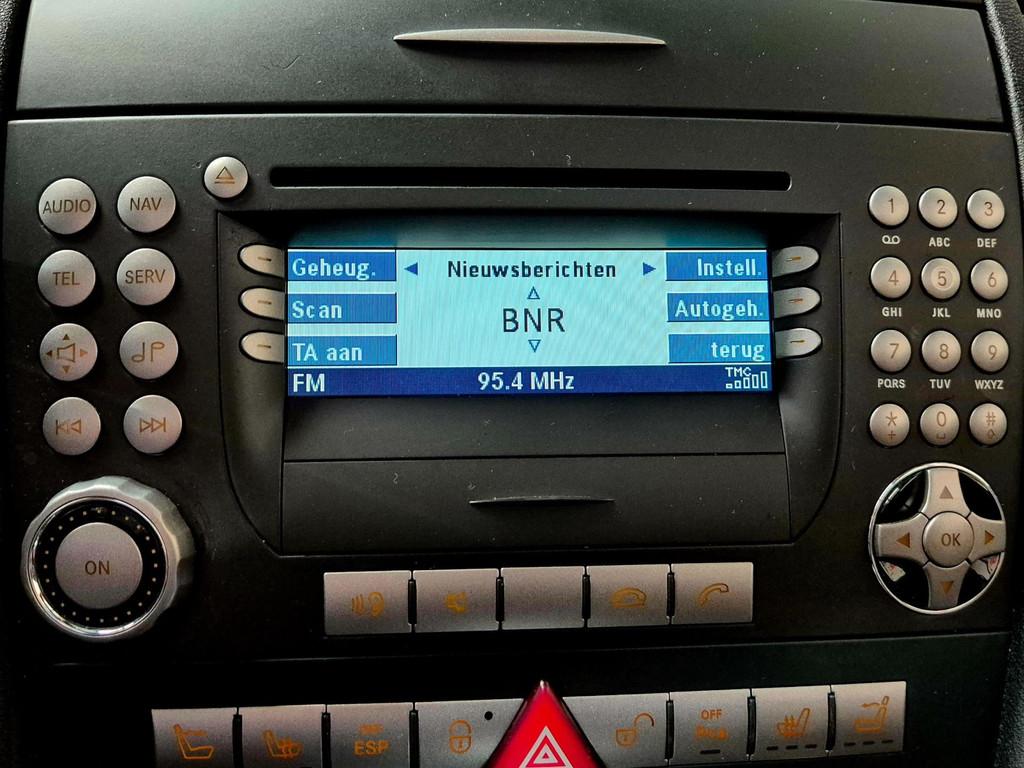 AUDIO NAV
TEL SERV
ON
Geheug. Nieuwsberichten Instell.
Scan BNR Autogeh.
TA aan terug
FM 95.4 MHz TMC
1 2 3
ABC DEF
4 5 6
GHI JKL MNO
7 8 9
PQRS TUV WXYZ
* 0 #
+
OK
ESP
OFF